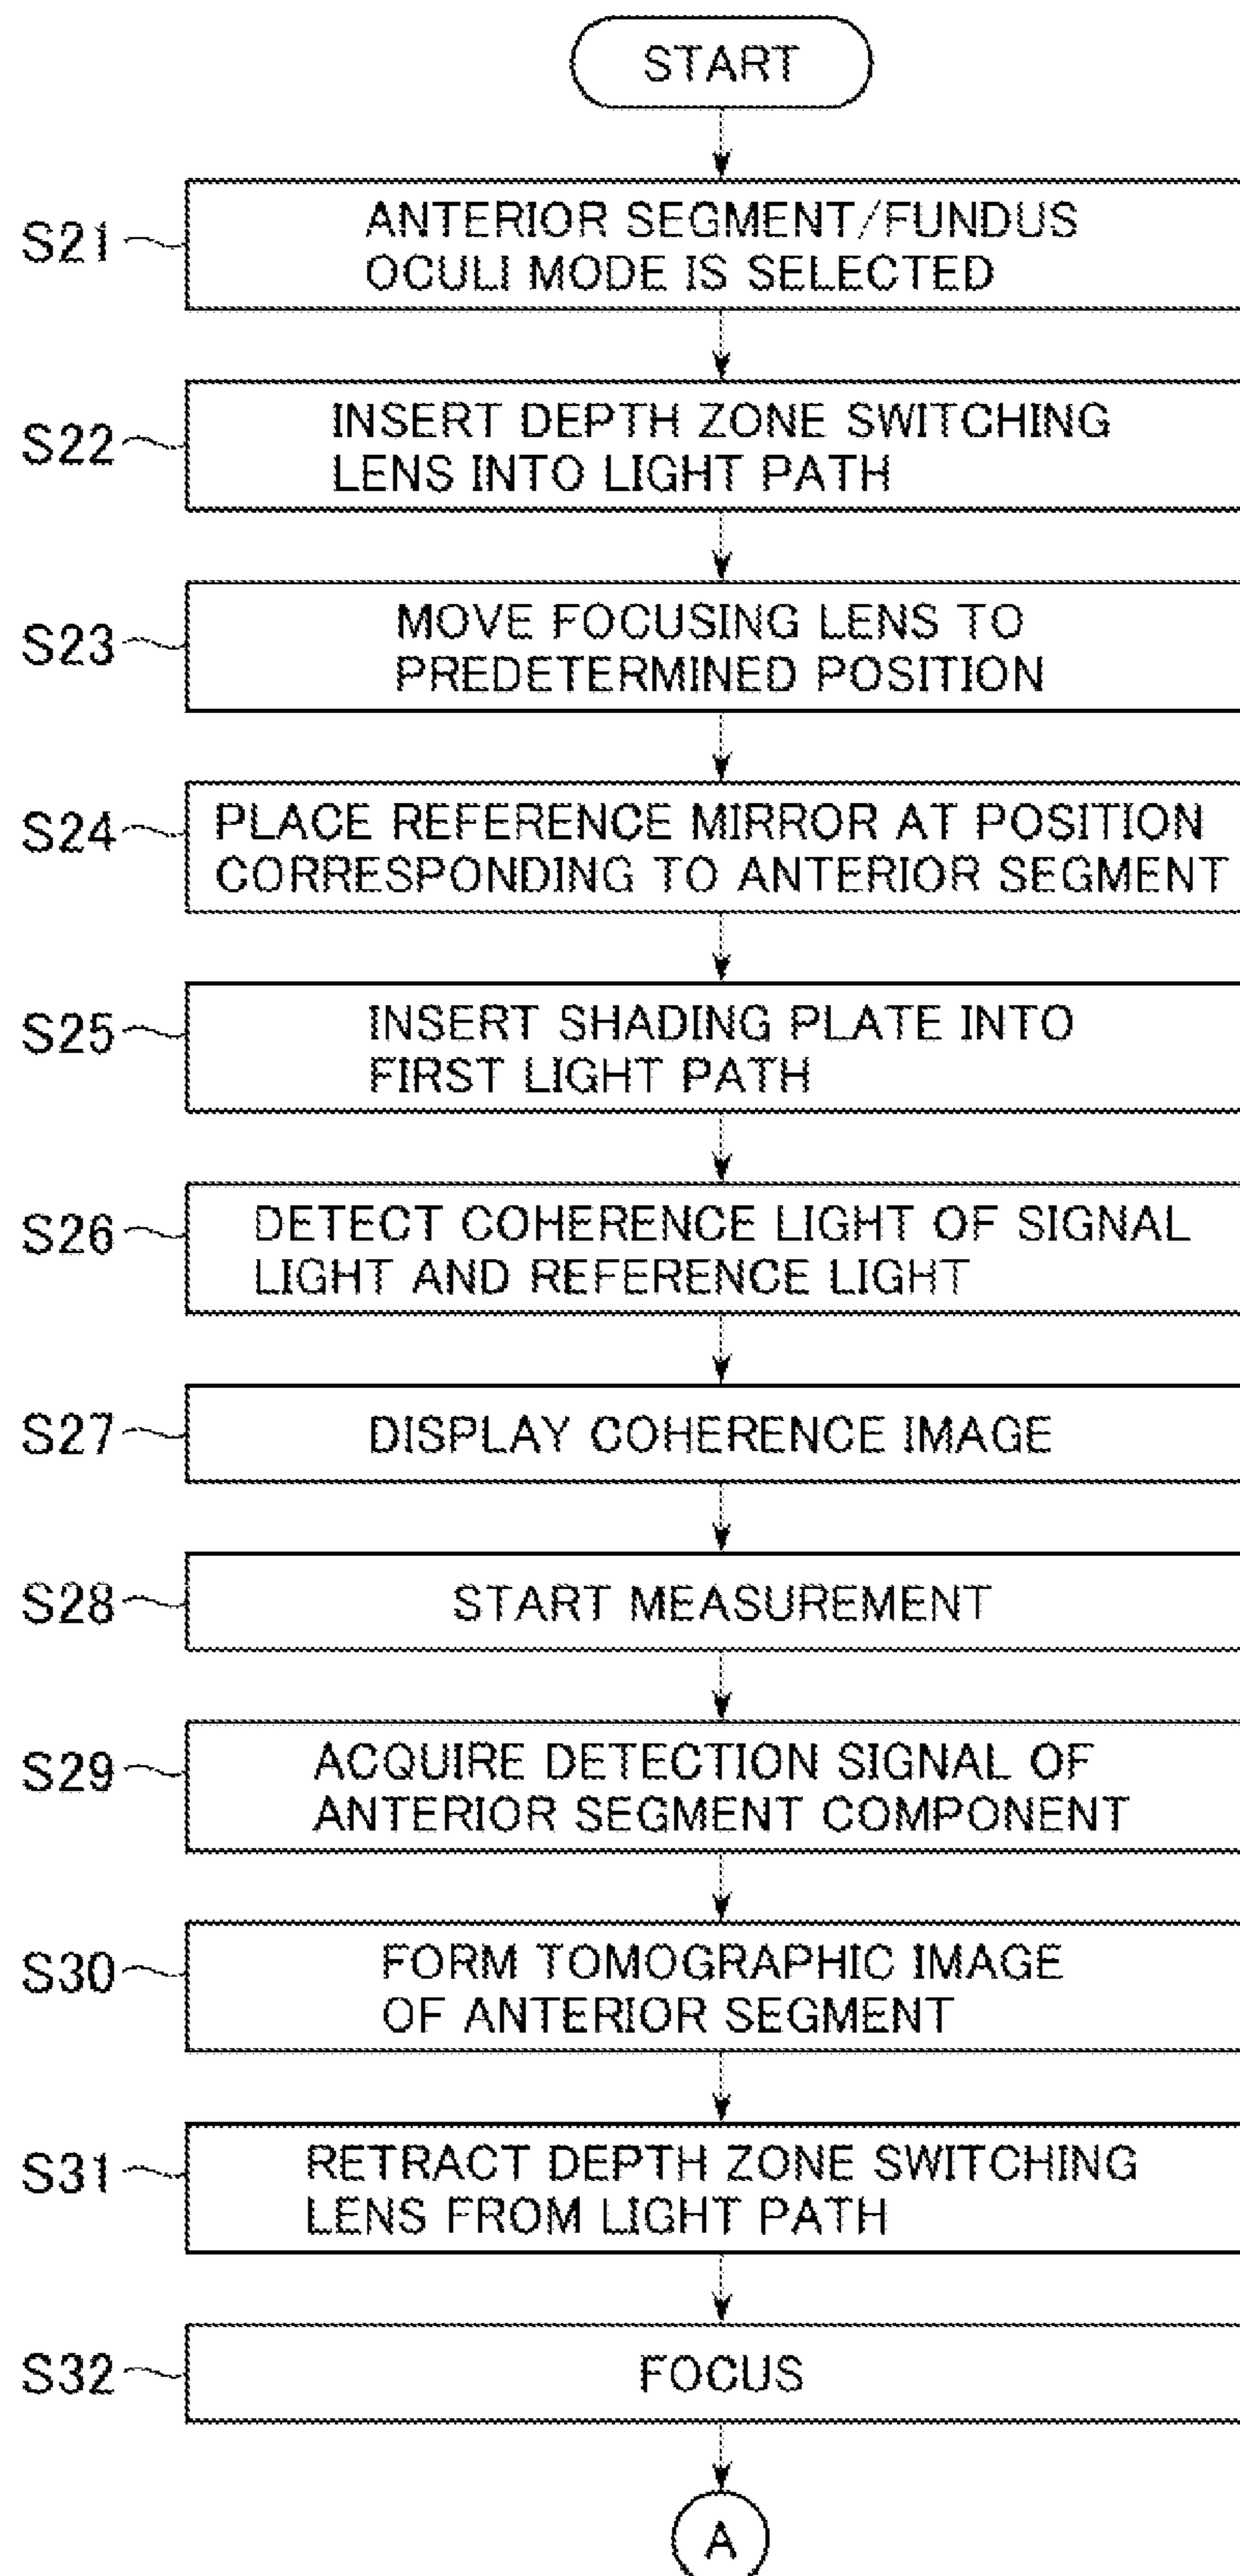 START
S21
ANTERIOR SEGMENT/FUNDUS
OCULI MODE IS SELECTED
S22
INSERT DEPTH ZONE SWITCHING
LENS INTO LIGHT PATH
S23
MOVE FOCUSING LENS TO
PREDETERMINED POSITION
S24
PLACE REFERENCE MIRROR AT POSITION
CORRESPONDING TO ANTERIOR SEGMENT
S25
INSERT SHADING PLATE INTO
FIRST LIGHT PATH
S26
DETECT COHERENCE LIGHT OF SIGNAL
LIGHT AND REFERENCE LIGHT
S27
DISPLAY COHERENCE IMAGE
S28
START MEASUREMENT
S29
ACQUIRE DETECTION SIGNAL OF
ANTERIOR SEGMENT COMPONENT
S30
FORM TOMOGRAPHIC IMAGE
OF ANTERIOR SEGMENT
S31
RETRACT DEPTH ZONE SWITCHING
LENS FROM LIGHT PATH
S32
FOCUS
A